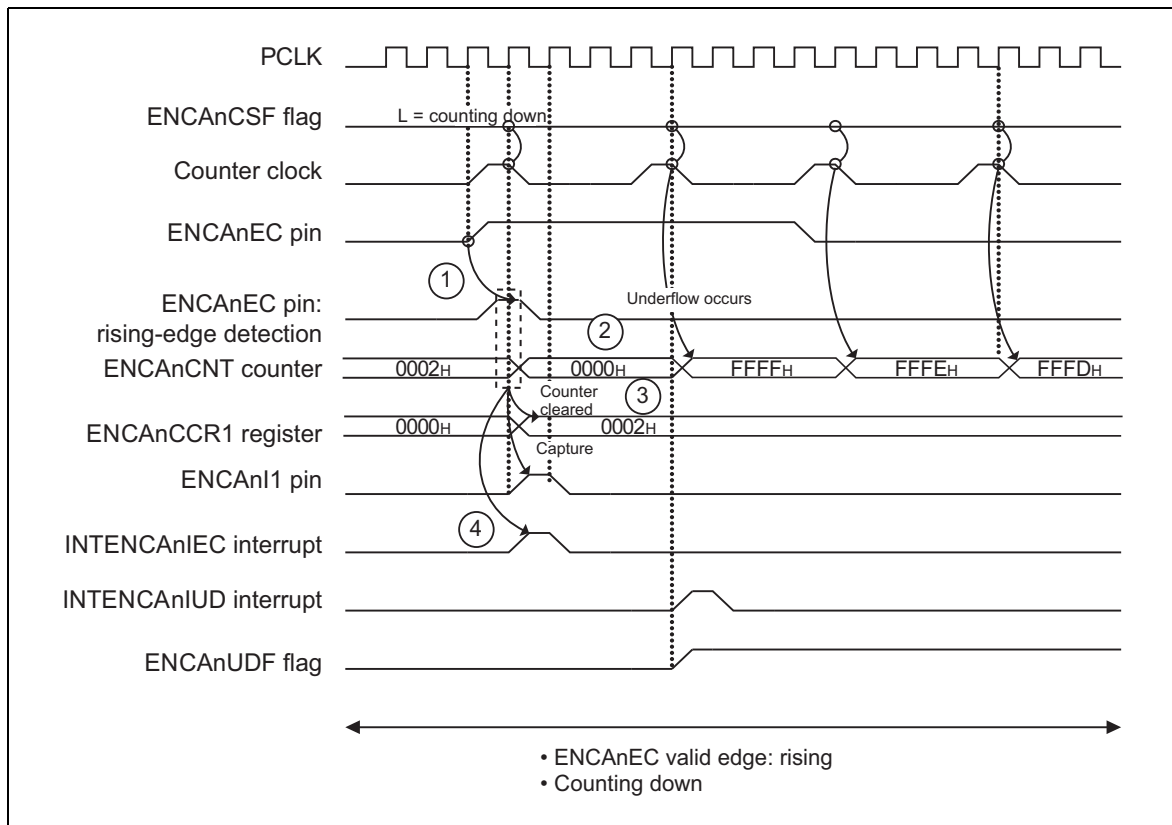 PCLK
ENCAnCSF flag
L = counting down
Counter clock
ENCAnEC pin
1
ENCAnEC pin:
rising-edge detection
Underflow occurs
2
ENCAnCNT counter
0002H 0000H FFFFH FFFEH FFFDH
3
Counter
cleared
ENCAnCCR1 register
0000H 0002H
Capture
ENCAnI1 pin
4
INTENCAnIEC interrupt
INTENCAnIUD interrupt
ENCAnUDF flag
• ENCAnEC valid edge: rising
• Counting down